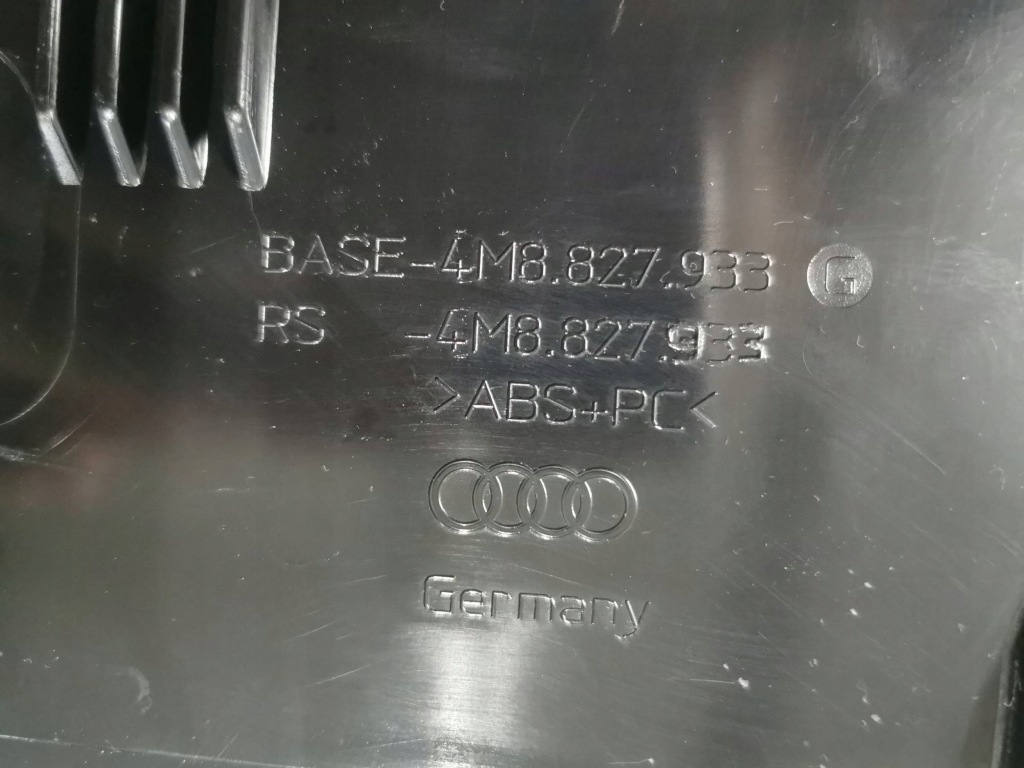 BASE-4M8.827.933 G
RS -4M8.827.933
>ABS+PC<
Germany